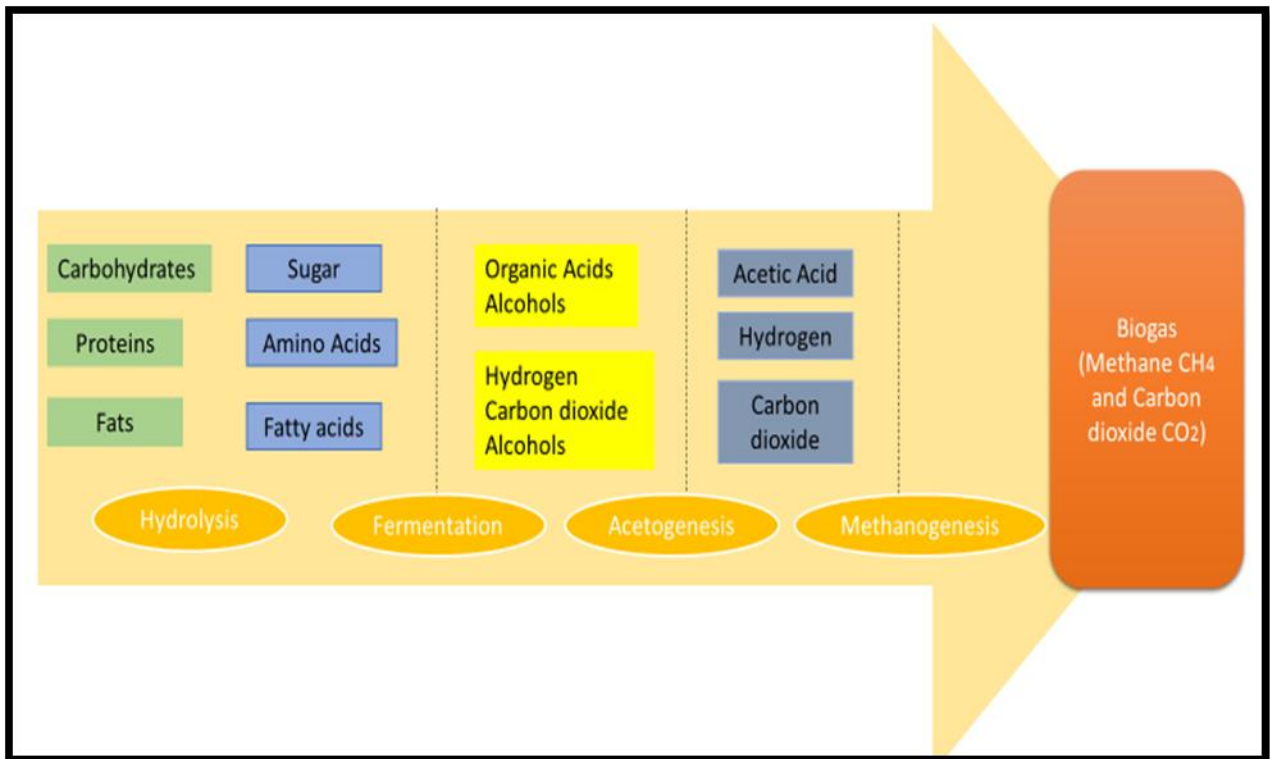 Carbohydrates
Sugar
Proteins
Amino Acids
Fats
Fatty acids
Organic Acids
Alcohols
Hydrogen
Carbon dioxide
Alcohols
Acetic Acid
Hydrogen
Carbon
dioxide
Hydrolysis
Fermentation
Acetogenesis
Methanogenesis
Biogas
(Methane CH4
and Carbon
dioxide CO2)